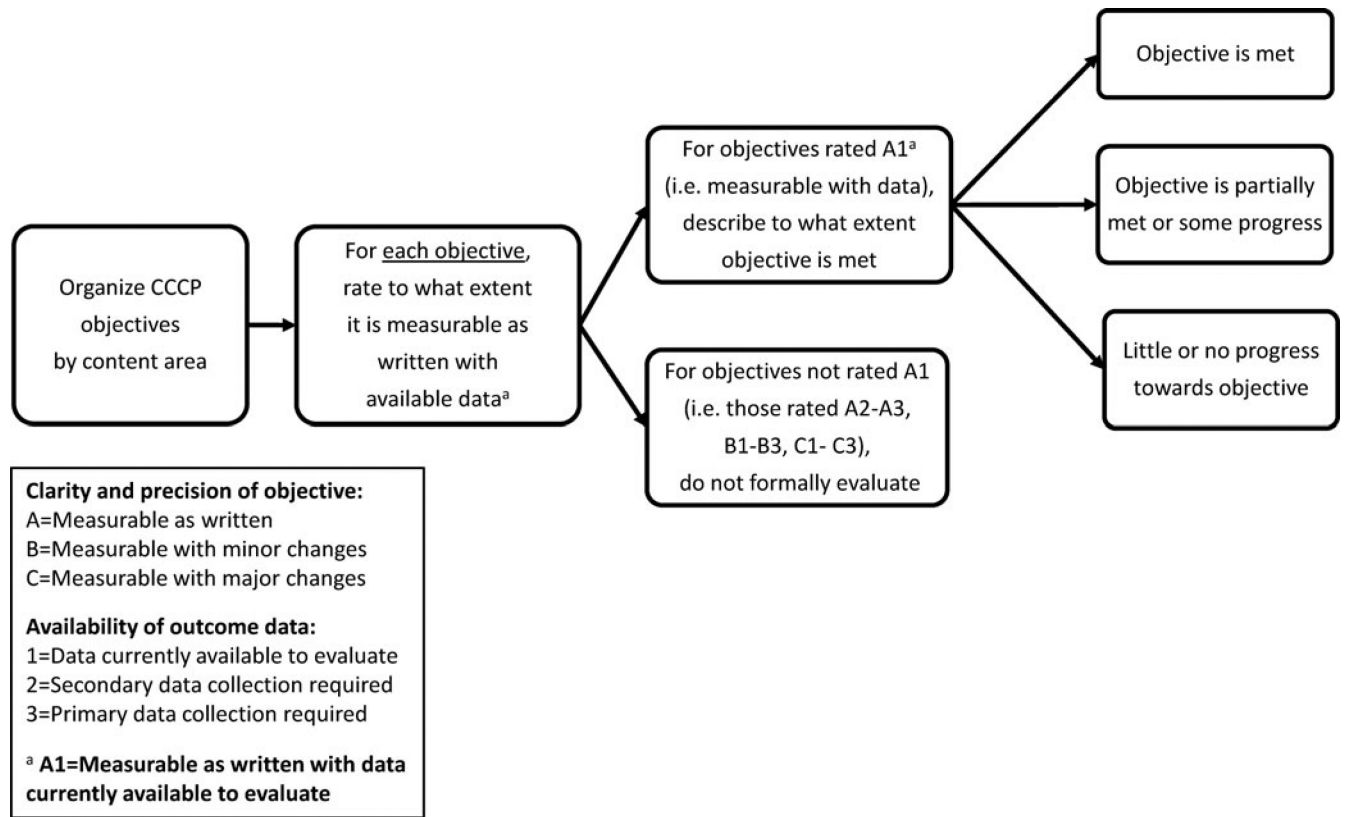 Organize CCCP
objectives
by content area
For each objective,
rate to what extent
it is measurable as
written with
available dataᵃ
For objectives rated A1ᵃ
(i.e. measurable with data),
describe to what extent
objective is met
For objectives not rated A1
(i.e. those rated A2-A3,
B1-B3, C1- C3),
do not formally evaluate
Objective is met
Objective is partially
met or some progress
Little or no progress
towards objective
Clarity and precision of objective:
A=Measurable as written
B=Measurable with minor changes
C=Measurable with major changes
Availability of outcome data:
1=Data currently available to evaluate
2=Secondary data collection required
3=Primary data collection required
ᵃ A1=Measurable as written with data
currently available to evaluate